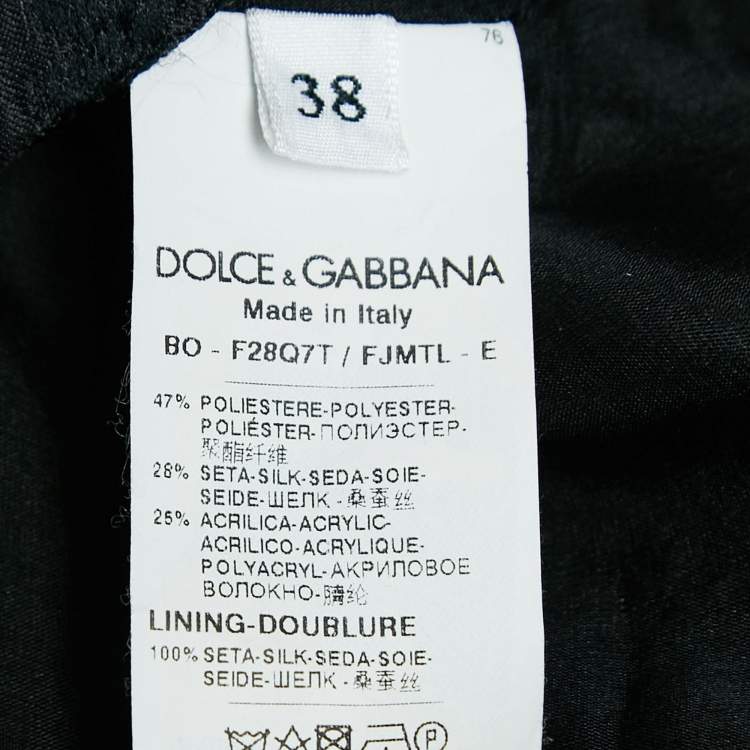 76
38
DOLCE & GABBANA
Made in Italy
BO - F28Q7T / FJMTL - E
47% POLIESTERE-POLYESTER-
POLIÉSTER-ПОЛИЭСТЕР-
聚酯纤维
28% SETA-SILK-SEDA-SOIE-
SEIDE-ШЕЛК-桑蚕丝
25% ACRILICA-ACRYLIC-
ACRILICO-ACRYLIQUE-
POLYACRYL-АКРИЛОВОЕ
ВОЛОКНО-腈纶
LINING-DOUBLURE
100% SETA-SILK-SEDA-SOIE-
SEIDE-ШЕЛК-桑蚕丝
P